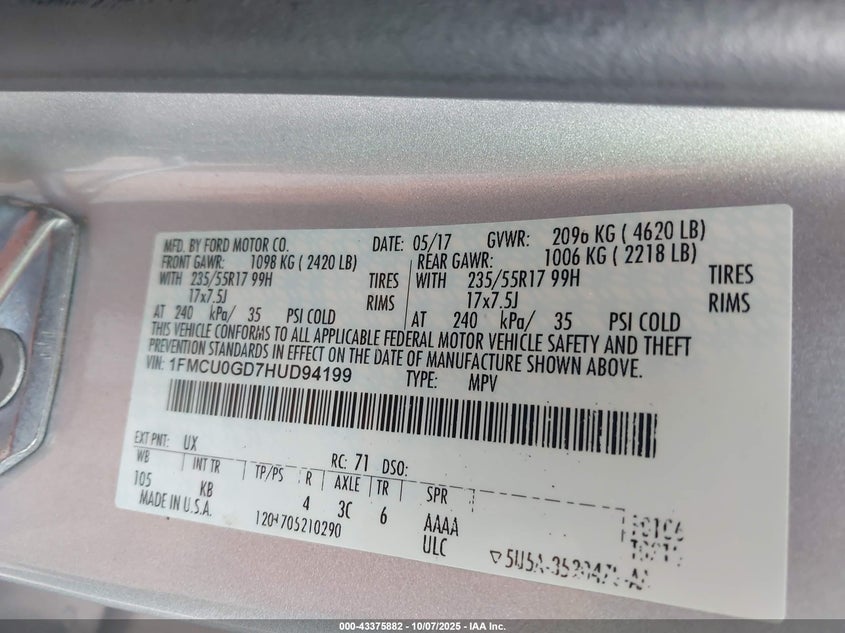 MFD. BY FORD MOTOR CO. DATE: 05/17 GVWR: 2096 KG ( 4620 LB)
FRONT GAWR: 1098 KG ( 2420 LB) REAR GAWR: 1006 KG ( 2218 LB)
WITH 235/55R17 99H TIRES WITH 235/55R17 99H TIRES
17x7.5J RIMS 17x7.5J RIMS
AT 240 kPa/ 35 PSI COLD AT 240 kPa/ 35 PSI COLD
THIS VEHICLE CONFORMS TO ALL APPLICABLE FEDERAL MOTOR VEHICLE SAFETY AND THEFT
PREVENTION STANDARDS IN EFFECT ON THE DATE OF MANUFACTURE SHOWN ABOVE.
VIN: 1FMCU0GD7HUD94199 TYPE: MPV
EXT PNT: UX RC: 71 DSO:
WB INT TR TP/PS R AXLE TR SPR
105 KB 4 3C 6 AAAA
MADE IN U.S.A. ULC
000-43375882 - 10/07/2025 - IAA Inc.